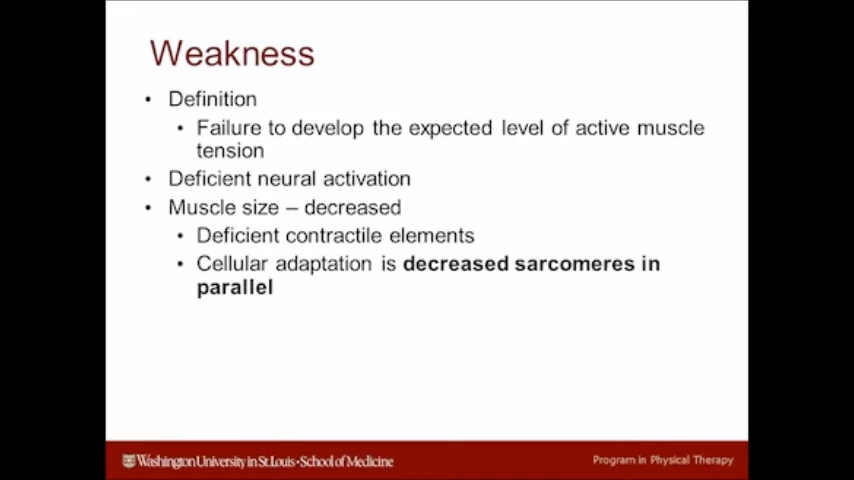 Weakness
• Definition
• Failure to develop the expected level of active muscle
tension
• Deficient neural activation
• Muscle size – decreased
• Deficient contractile elements
• Cellular adaptation is decreased sarcomeres in
parallel
Washington University in St. Louis • School of Medicine
Program in Physical Therapy